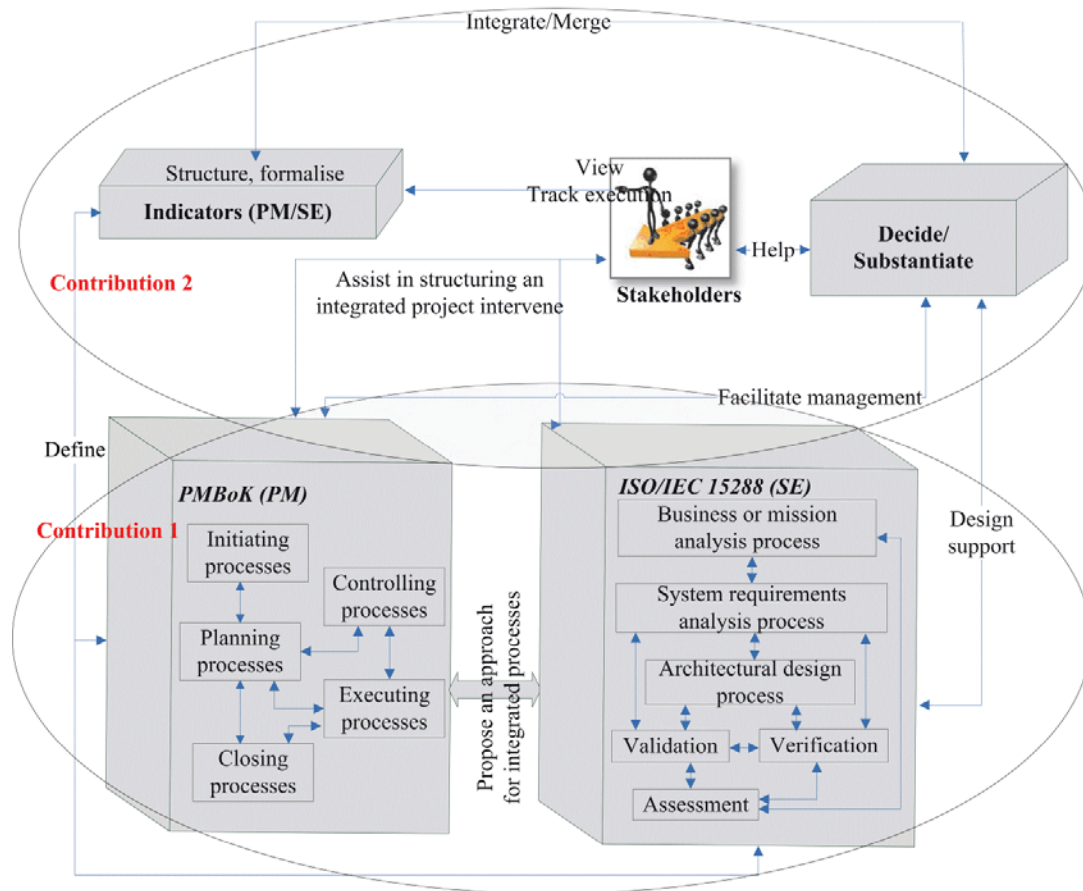 Integrate/Merge
Structure, formalise
Indicators (PM/SE)
View
Track execution
Stakeholders
Help
Decide/
Substantiate
Contribution 2
Assist in structuring an
integrated project intervene
Facilitate management
Define
Contribution 1
PMBoK (PM)
Initiating
processes
Controlling
processes
Planning
processes
Executing
processes
Closing
processes
Propose an approach
for integrated processes
ISO/IEC 15288 (SE)
Business or mission
analysis process
System requirements
analysis process
Architectural design
process
Validation
Verification
Assessment
Design
support